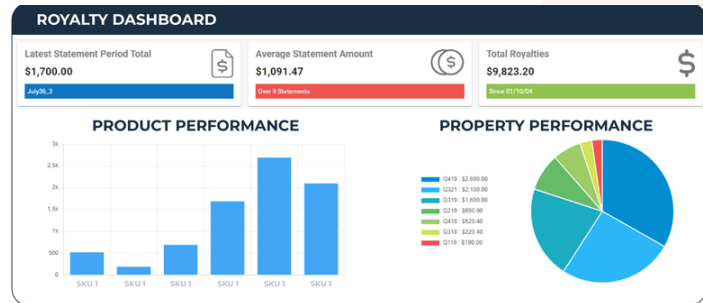 ROYALTY DASHBOARD
Latest Statement Period Total
$1,700.00
July36_3
Average Statement Amount
$1,091.47
Over 9 Statements
Total Royalties
$9,823.20
Since 01/10/04
PRODUCT PERFORMANCE
3k
2.5k
2k
1.5k
1k
500
0
SKU 1 SKU 1 SKU 1 SKU 1 SKU 1 SKU 1
PROPERTY PERFORMANCE
Q419 : $2,690.00
Q321 : $2,100.00
Q319 : $1,690.00
Q219 : $690.00
Q418 : $520.40
Q318 : $220.40
Q119 : $190.00